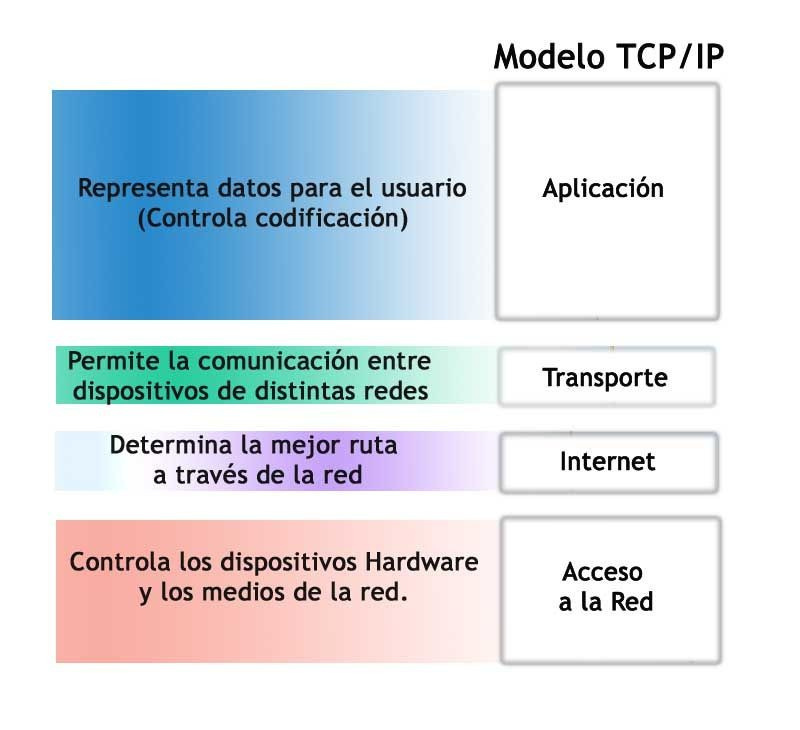 Modelo TCP/IP
Representa datos para el usuario
(Controla codificación)
Aplicación
Permite la comunicación entre
dispositivos de distintas redes
Transporte
Determina la mejor ruta
a través de la red
Internet
Controla los dispositivos Hardware
y los medios de la red.
Acceso
a la Red